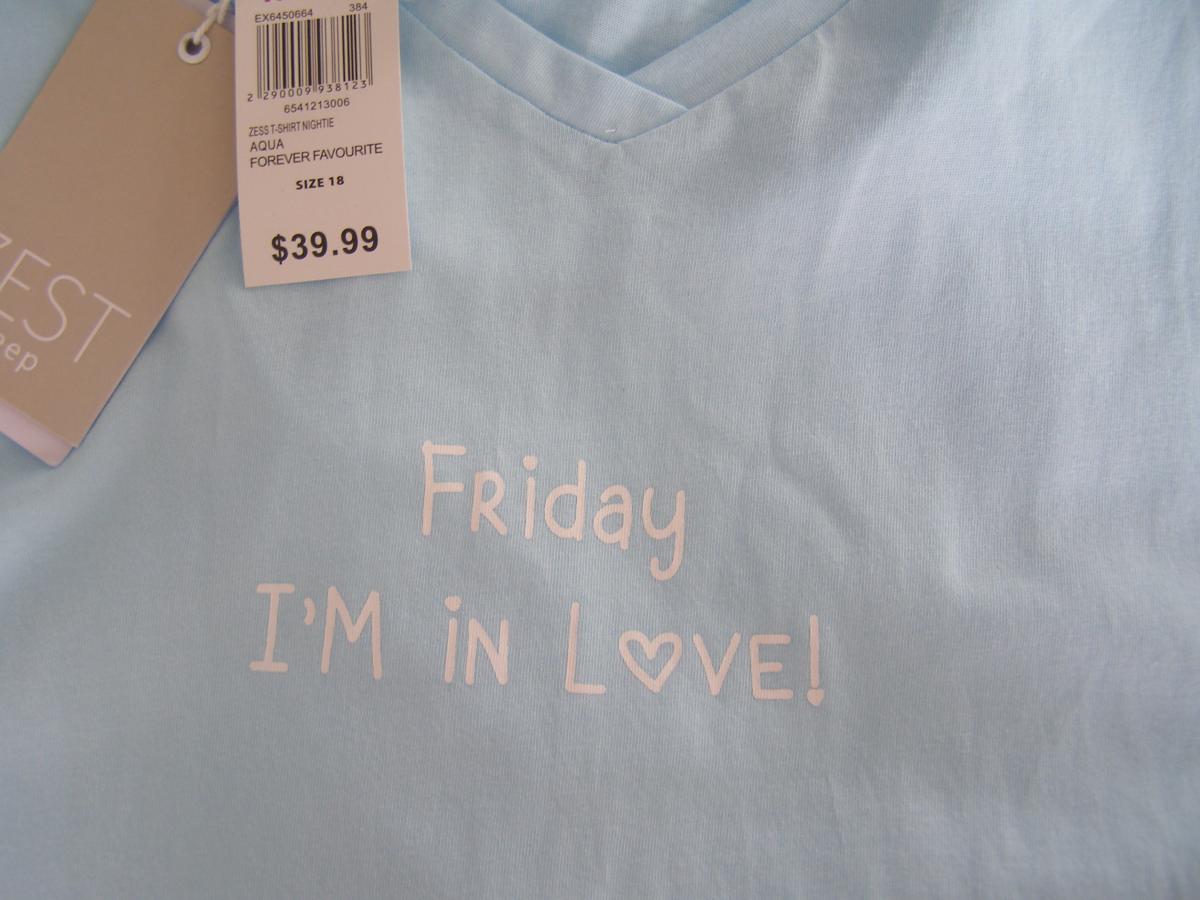 EX6450664 384
2 290009 938123
6541213006
ZESS T-SHIRT NIGHTIE
AQUA
FOREVER FAVOURITE
SIZE 18
$39.99
ZEST
eep
Friday
I'M iN LOVE!